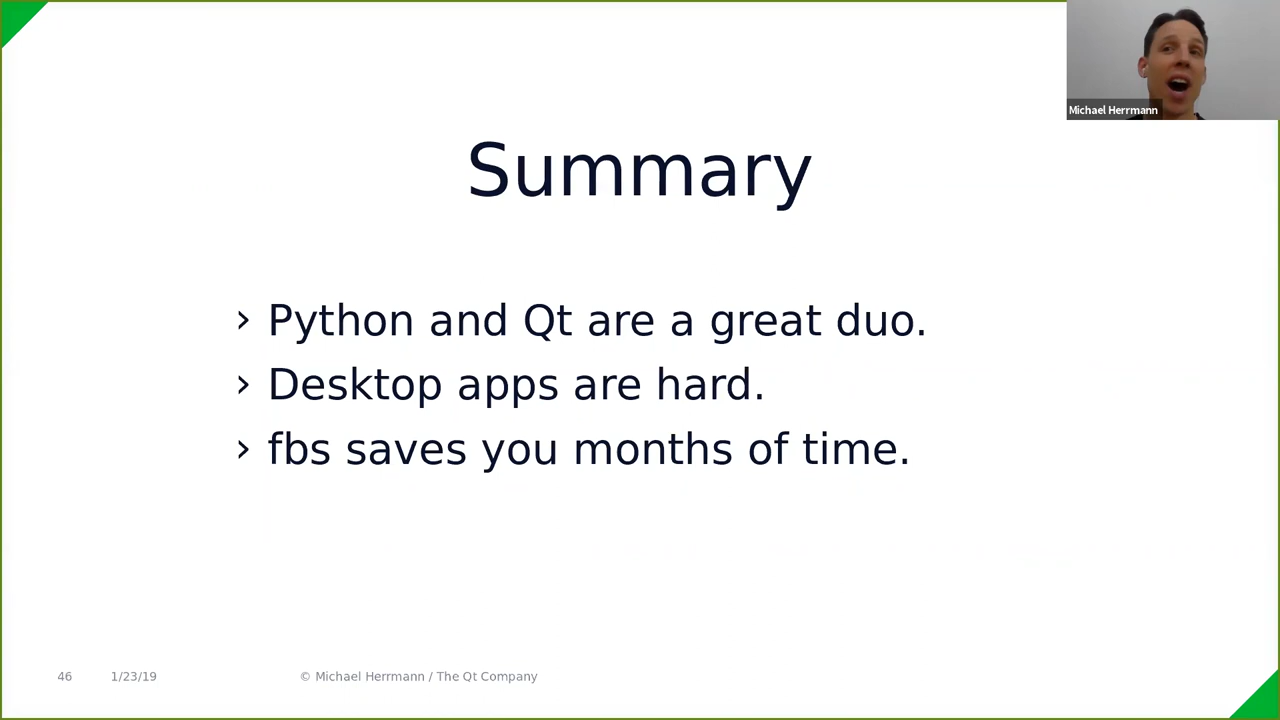 Michael Herrmann
Summary
› Python and Qt are a great duo.
› Desktop apps are hard.
› fbs saves you months of time.
46 1/23/19 © Michael Herrmann / The Qt Company